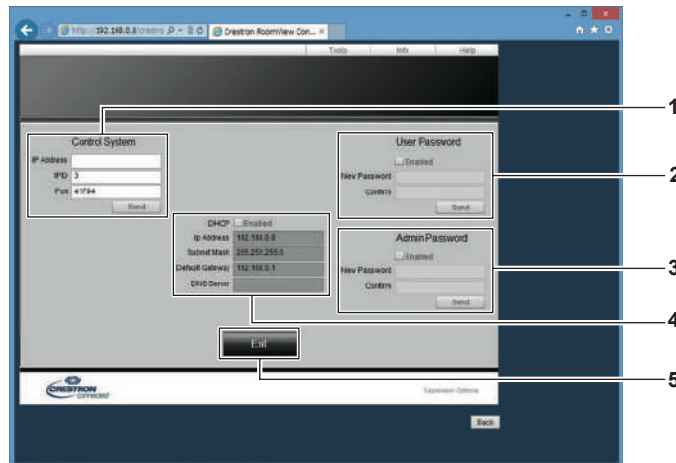 http://192.168.0.8/crestro
Crestron RoomView Con...
Tools Info Help
1
Control System
IP Address
IPID 3
Port 41794
Send
User Password
Enabled
New Password
Confirm
Send
2
DHCP Enabled
Ip Address 192.168.0.8
Subnet Mask 255.255.255.0
Default Gateway 192.168.0.1
DNS Server
Admin Password
Enabled
New Password
Confirm
Send
3
4
Exit
5
CRESTRON
connected
Expansion Options
Back